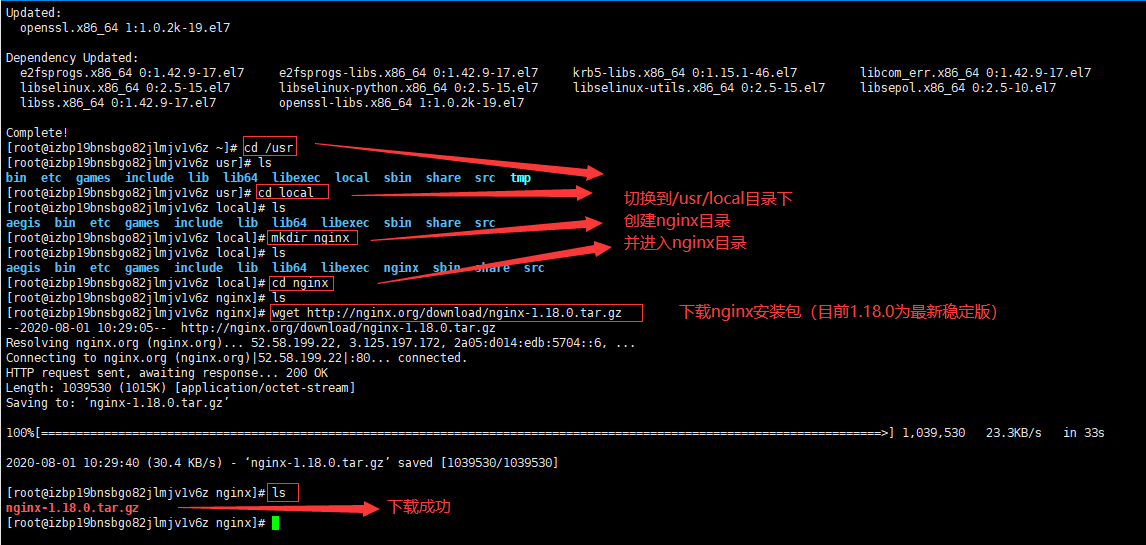 Updated:
openssl.x86_64 1:1.0.2k-19.el7
Dependency Updated:
e2fsprogs.x86_64 0:1.42.9-17.el7 e2fsprogs-libs.x86_64 0:1.42.9-17.el7 krb5-libs.x86_64 0:1.15.1-46.el7 libcom_err.x86_64 0:1.42.9-17.el7
libselinux.x86_64 0:2.5-15.el7 libselinux-python.x86_64 0:2.5-15.el7 libselinux-utils.x86_64 0:2.5-15.el7 libsepol.x86_64 0:2.5-10.el7
libss.x86_64 0:1.42.9-17.el7 openssl-libs.x86_64 1:1.0.2k-19.el7
Complete!
[root@izbp19bnsbgo82jlmjv1v6z ~]# cd /usr
[root@izbp19bnsbgo82jlmjv1v6z usr]# ls
bin etc games include lib lib64 libexec local sbin share src tmp
[root@izbp19bnsbgo82jlmjv1v6z usr]# cd local
切换到/usr/local目录下
[root@izbp19bnsbgo82jlmjv1v6z local]# ls
aegis bin etc games include lib lib64 libexec sbin share src
创建nginx目录
[root@izbp19bnsbgo82jlmjv1v6z local]# mkdir nginx
并进入nginx目录
[root@izbp19bnsbgo82jlmjv1v6z local]# ls
aegis bin etc games include lib lib64 libexec nginx sbin share src
[root@izbp19bnsbgo82jlmjv1v6z local]# cd nginx
[root@izbp19bnsbgo82jlmjv1v6z nginx]# ls
[root@izbp19bnsbgo82jlmjv1v6z nginx]# wget http://nginx.org/download/nginx-1.18.0.tar.gz
下载nginx安装包（目前1.18.0为最新稳定版）
--2020-08-01 10:29:05-- http://nginx.org/download/nginx-1.18.0.tar.gz
Resolving nginx.org (nginx.org)... 52.58.199.22, 3.125.197.172, 2a05:d014:edb:5704::6, ...
Connecting to nginx.org (nginx.org)|52.58.199.22|:80... connected.
HTTP request sent, awaiting response... 200 OK
Length: 1039530 (1015K) [application/octet-stream]
Saving to: ‘nginx-1.18.0.tar.gz’
100%[========================================================================================================================>] 1,039,530 23.3KB/s in 33s
2020-08-01 10:29:40 (30.4 KB/s) - ‘nginx-1.18.0.tar.gz’ saved [1039530/1039530]
[root@izbp19bnsbgo82jlmjv1v6z nginx]# ls
nginx-1.18.0.tar.gz
下载成功
[root@izbp19bnsbgo82jlmjv1v6z nginx]#